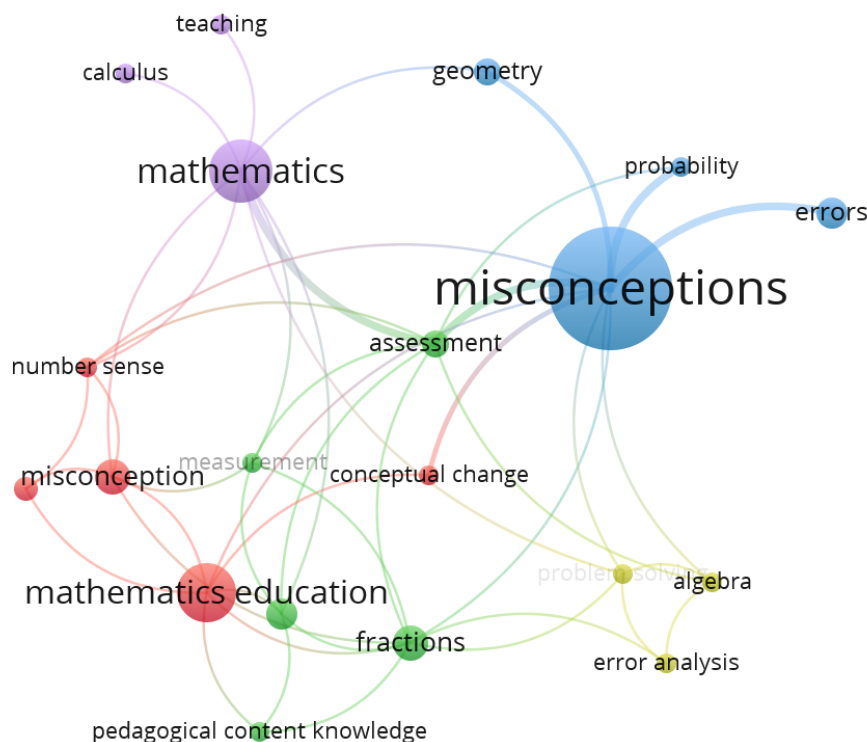 teaching
calculus
geometry
mathematics
probability
errors
misconceptions
assessment
number sense
measurement
misconception
conceptual change
problem solving
algebra
mathematics education
fractions
error analysis
pedagogical content knowledge